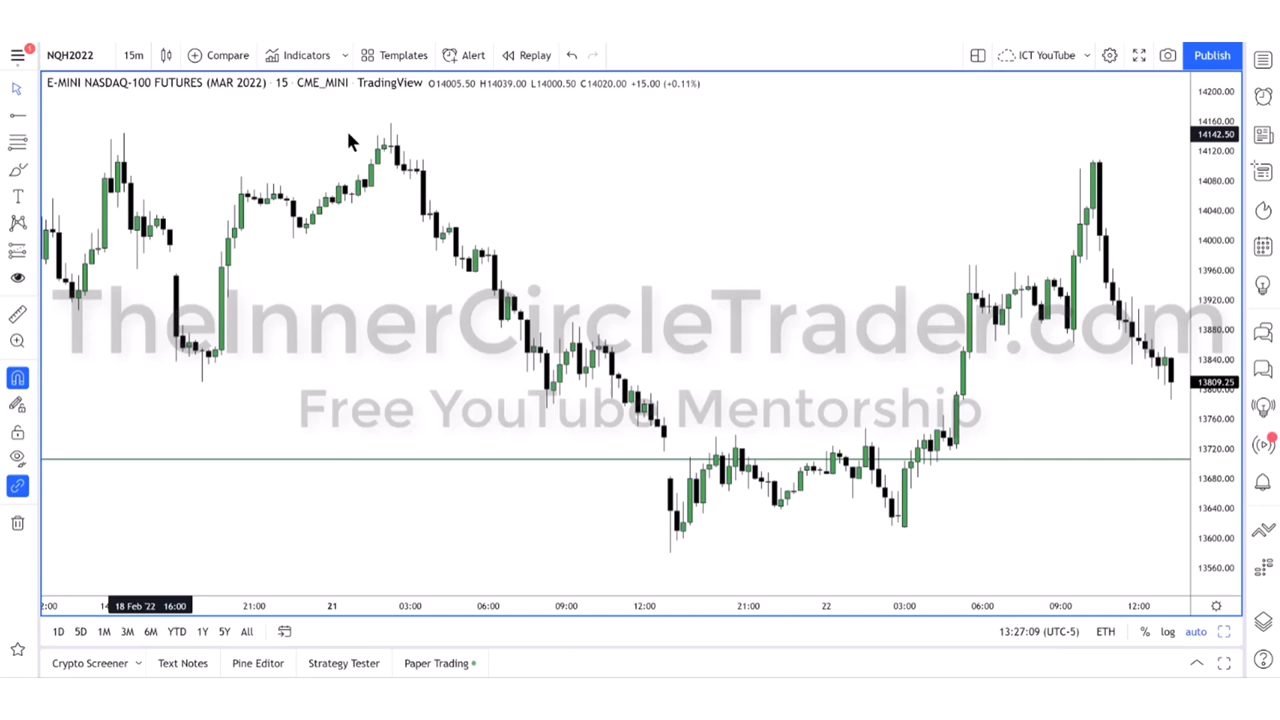 1
NQH2022 15m Compare Indicators Templates Alert Replay ICT YouTube Publish
E-MINI NASDAQ-100 FUTURES (MAR 2022) · 15 · CME_MINI · TradingView O14005.50 H14039.00 L14000.50 C14020.00 +15.00 (+0.11%)
14200.00
14160.00
14142.50
14120.00
14080.00
14040.00
14000.00
13960.00
13920.00
TheInnerCircleTrader.com
13880.00
13840.00
13809.25
Free YouTube Mentorship
13760.00
13720.00
13680.00
13640.00
13600.00
13560.00
2:00 18 Feb '22 16:00 21:00 21 03:00 06:00 09:00 12:00 21:00 22 03:00 06:00 09:00 12:00
1D 5D 1M 3M 6M YTD 1Y 5Y All 13:27:09 (UTC-5) ETH % log auto
Crypto Screener Text Notes Pine Editor Strategy Tester Paper Trading